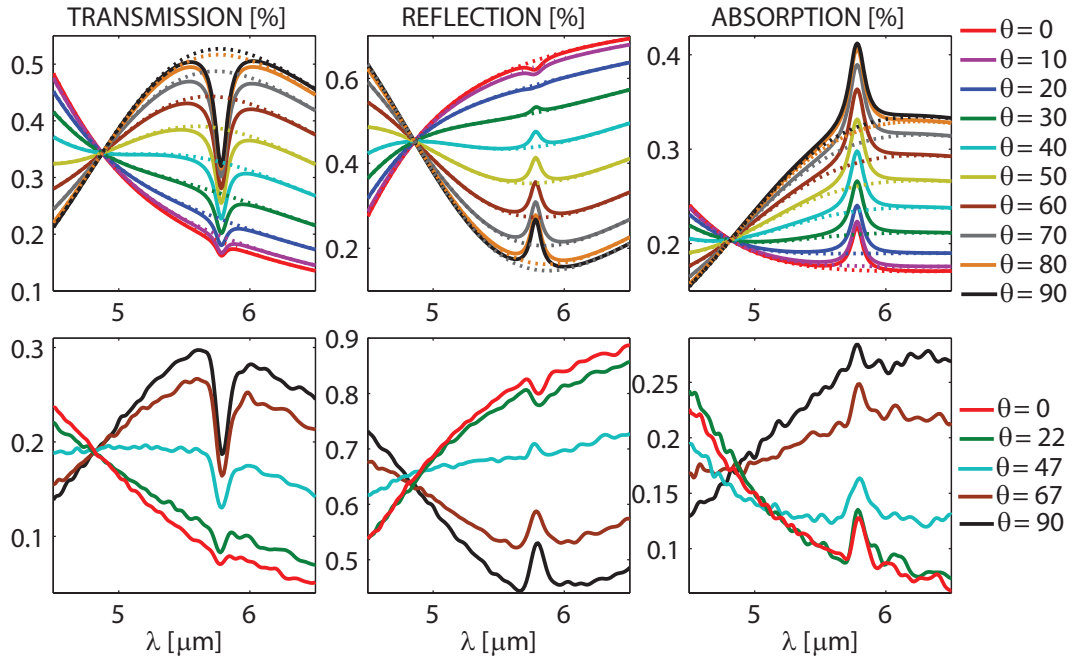 TRANSMISSION [%]
REFLECTION [%]
ABSORPTION [%]
0.5
0.4
0.3
0.2
0.1
5
6
0.6
0.4
0.2
5
6
0.4
0.3
0.2
5
6
θ = 0
θ = 10
θ = 20
θ = 30
θ = 40
θ = 50
θ = 60
θ = 70
θ = 80
θ = 90
0.3
0.2
0.1
5
6
λ [μm]
0.9
0.8
0.7
0.6
0.5
5
6
λ [μm]
0.25
0.2
0.15
0.1
5
6
λ [μm]
θ = 0
θ = 22
θ = 47
θ = 67
θ = 90